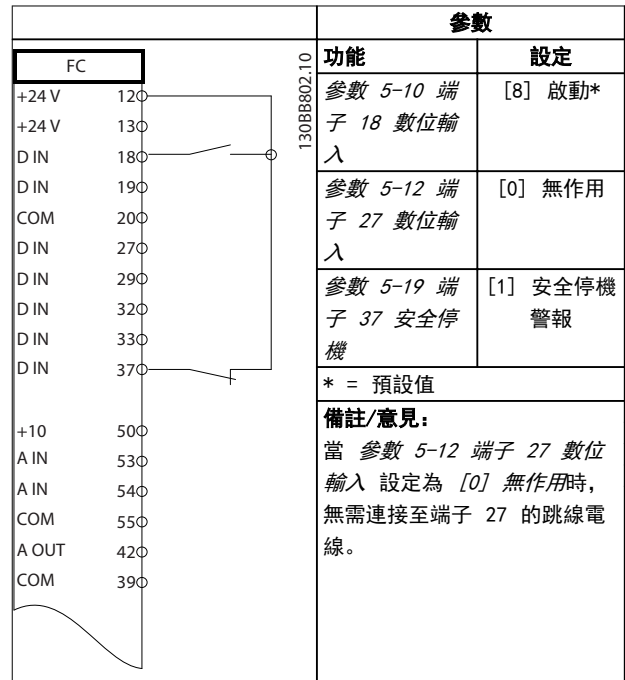 參數
FC
+24 V 12
+24 V 13
D IN 18
D IN 19
COM 20
D IN 27
D IN 29
D IN 32
D IN 33
D IN 37
+10 50
A IN 53
A IN 54
COM 55
A OUT 42
COM 39
130BB802.10
功能 設定
參數 5-10 端
子 18 數位輸
入
[8] 啟動*
參數 5-12 端
子 27 數位輸
入
[0] 無作用
參數 5-19 端
子 37 安全停
機
[1] 安全停機
警報
* = 預設值
備註/意見:
當 參數 5-12 端子 27 數位
輸入 設定為 [0] 無作用時,
無需連接至端子 27 的跳線電
線。